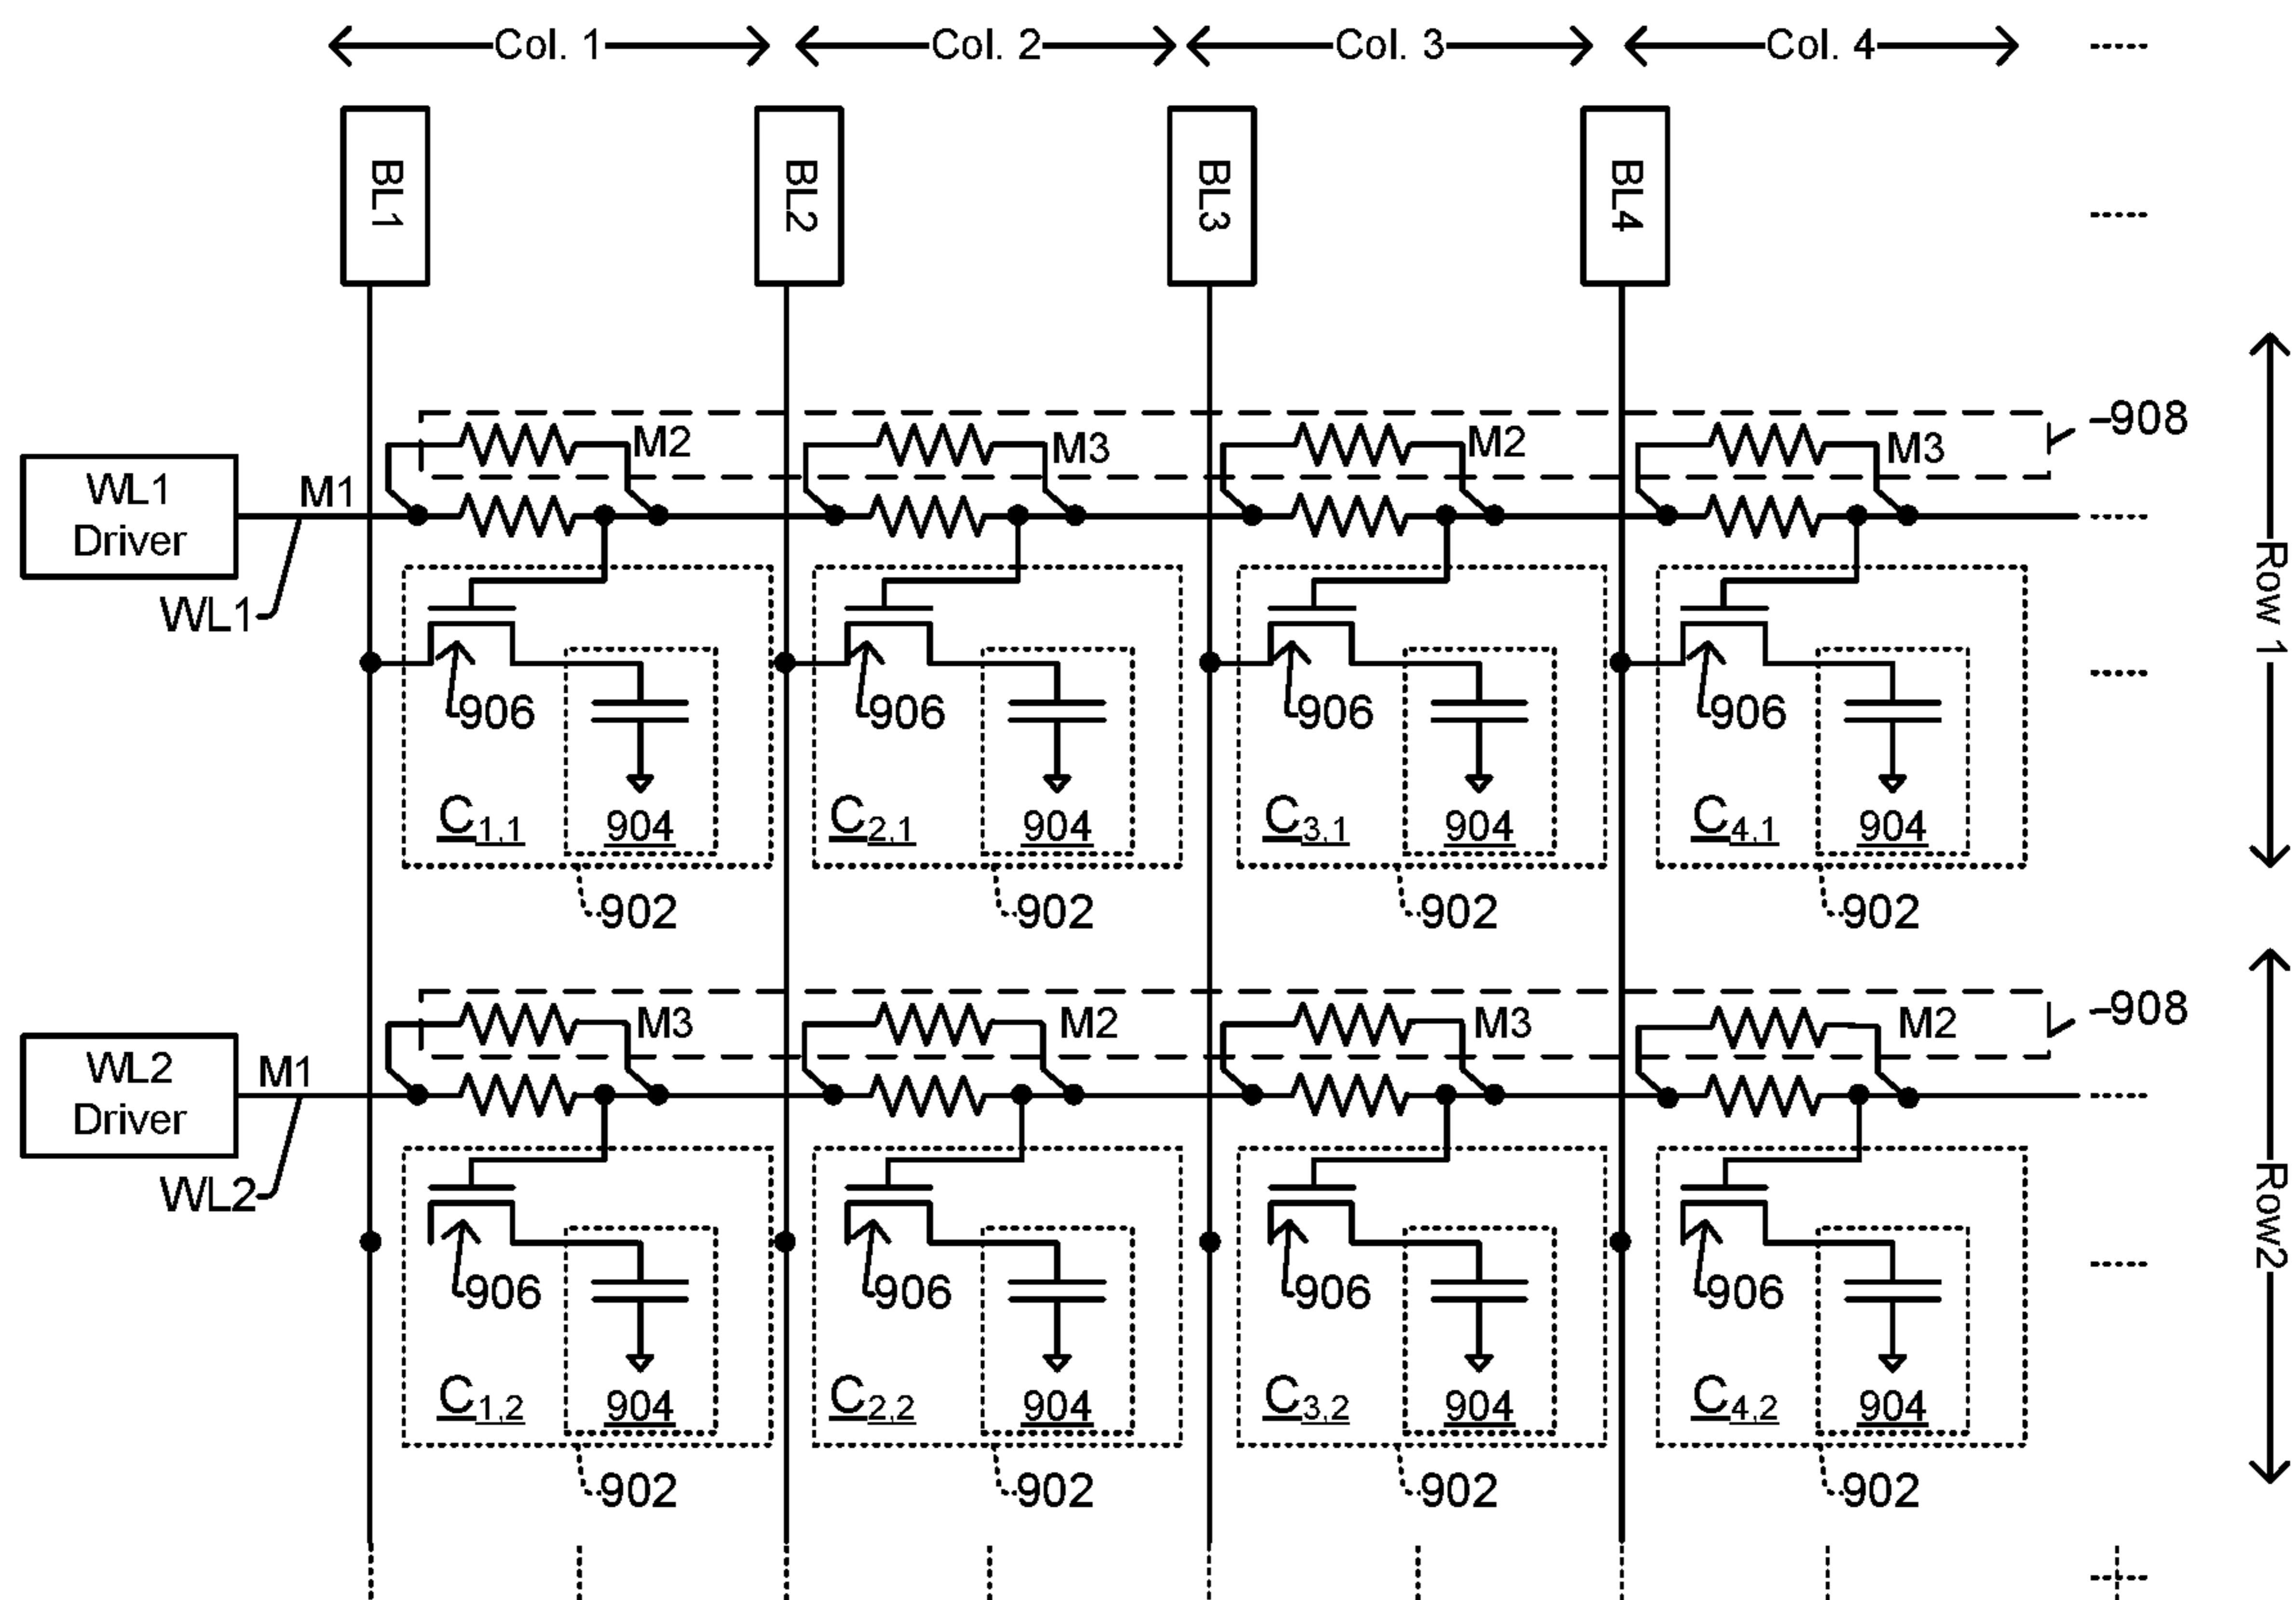 Col. 1 Col. 2 Col. 3 Col. 4
BL1 BL2 BL3 BL4
M2 M3 M2 M3 908
WL1
Driver
M1
WL1
Row 1
906 906 906 906
C1,1 904 C2,1 904 C3,1 904 C4,1 904
902 902 902 902
M3 M2 M3 M2 908
WL2
Driver
M1
WL2
Row2
906 906 906 906
C1,2 904 C2,2 904 C3,2 904 C4,2 904
902 902 902 902